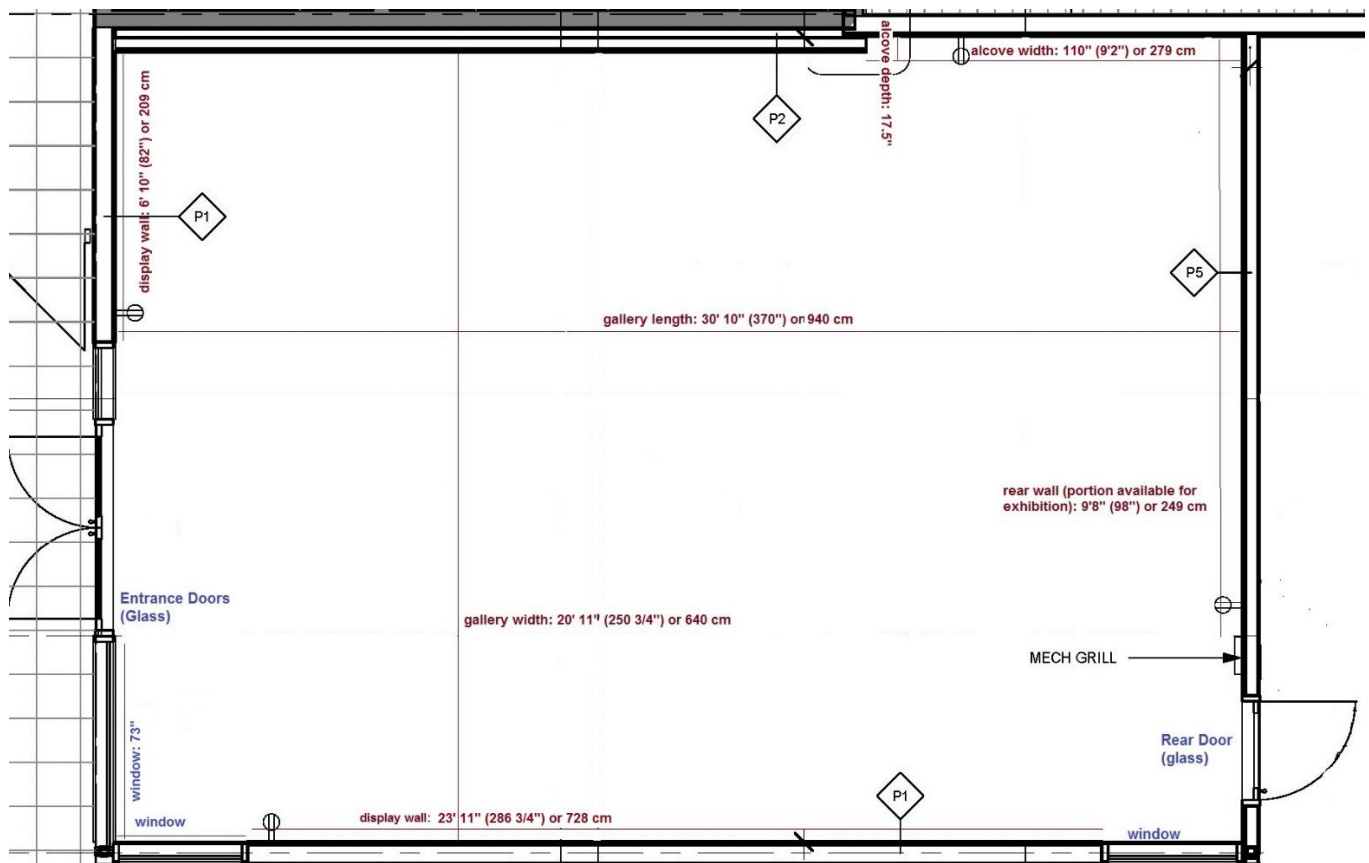 alcove width: 110" (9'2") or 279 cm
alcove depth: 17.5"
display wall: 6' 10" (82") or 209 cm
P2
P1
P5
gallery length: 30' 10" (370") or 940 cm
rear wall (portion available for
exhibition): 9'8" (98") or 249 cm
Entrance Doors
(Glass)
gallery width: 20' 11" (250 3/4") or 640 cm
MECH GRILL
window: 73"
Rear Door
(glass)
P1
display wall: 23' 11" (286 3/4") or 728 cm
window
window